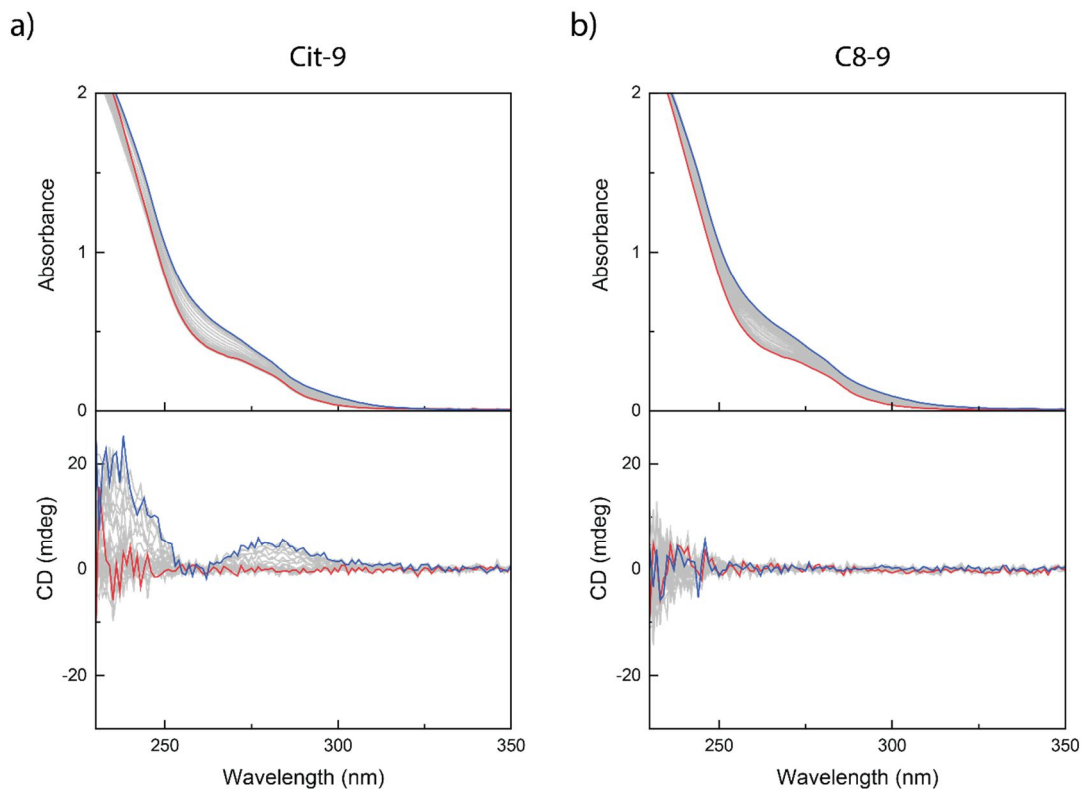 a)
Cit-9
2
1
0
Absorbance
20
0
-20
CD (mdeg)
250
300
350
Wavelength (nm)
b)
C8-9
2
1
0
Absorbance
20
0
-20
CD (mdeg)
250
300
350
Wavelength (nm)